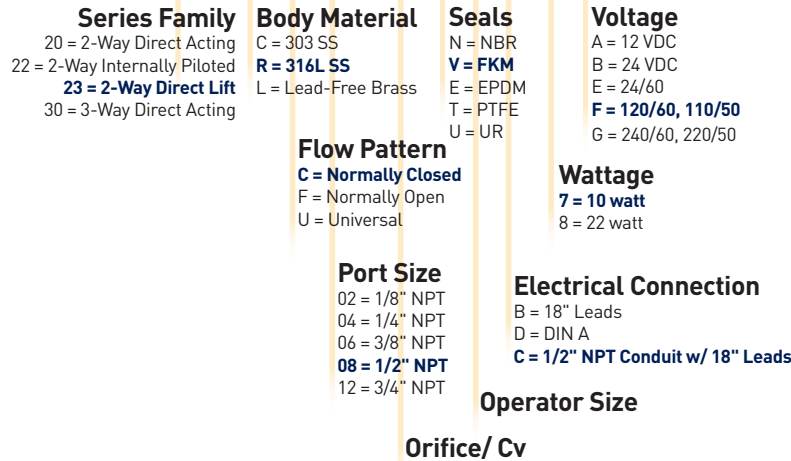 Series Family
20 = 2-Way Direct Acting
22 = 2-Way Internally Piloted
23 = 2-Way Direct Lift
30 = 3-Way Direct Acting
Body Material
C = 303 SS
R = 316L SS
L = Lead-Free Brass
Seals
N = NBR
V = FKM
E = EPDM
T = PTFE
U = UR
Voltage
A = 12 VDC
B = 24 VDC
E = 24/60
F = 120/60, 110/50
G = 240/60, 220/50
Flow Pattern
C = Normally Closed
F = Normally Open
U = Universal
Wattage
7 = 10 watt
8 = 22 watt
Port Size
02 = 1/8" NPT
04 = 1/4" NPT
06 = 3/8" NPT
08 = 1/2" NPT
12 = 3/4" NPT
Electrical Connection
B = 18" Leads
D = DIN A
C = 1/2" NPT Conduit w/ 18" Leads
Operator Size
Orifice/ Cv